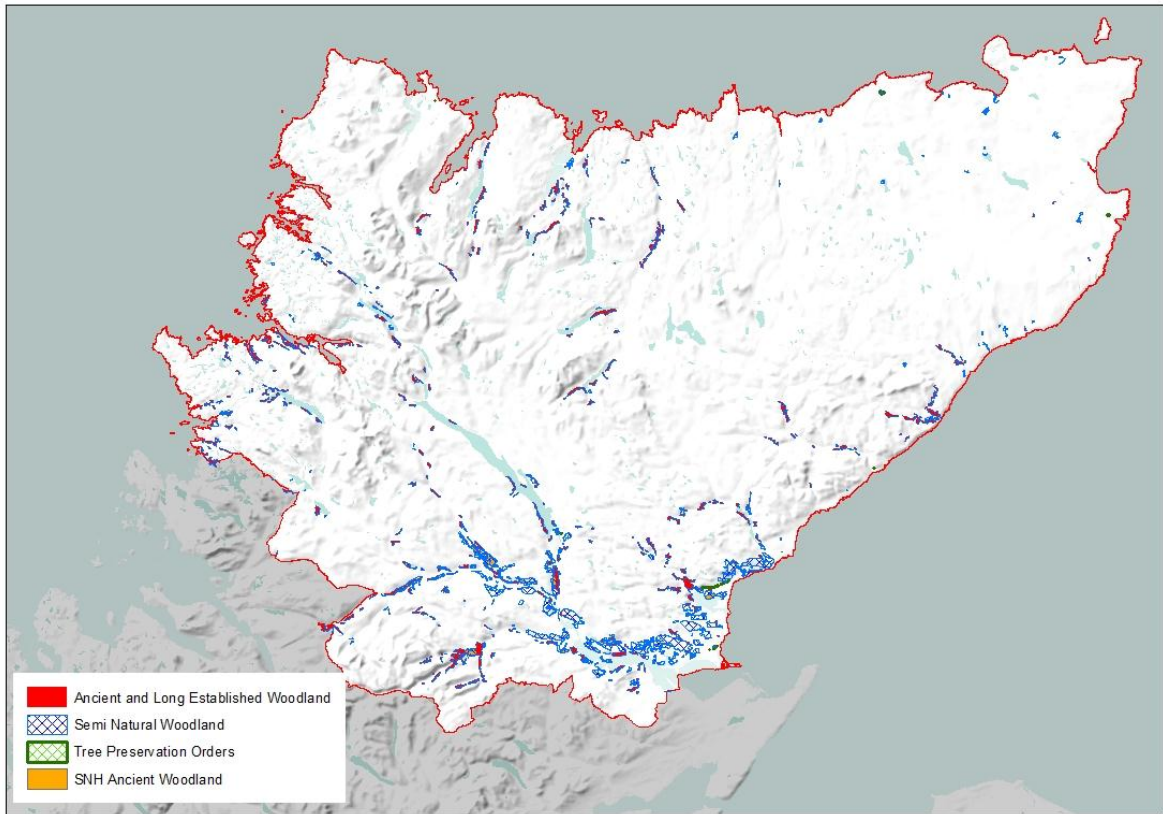 Ancient and Long Established Woodland
Semi Natural Woodland
Tree Preservation Orders
SNH Ancient Woodland